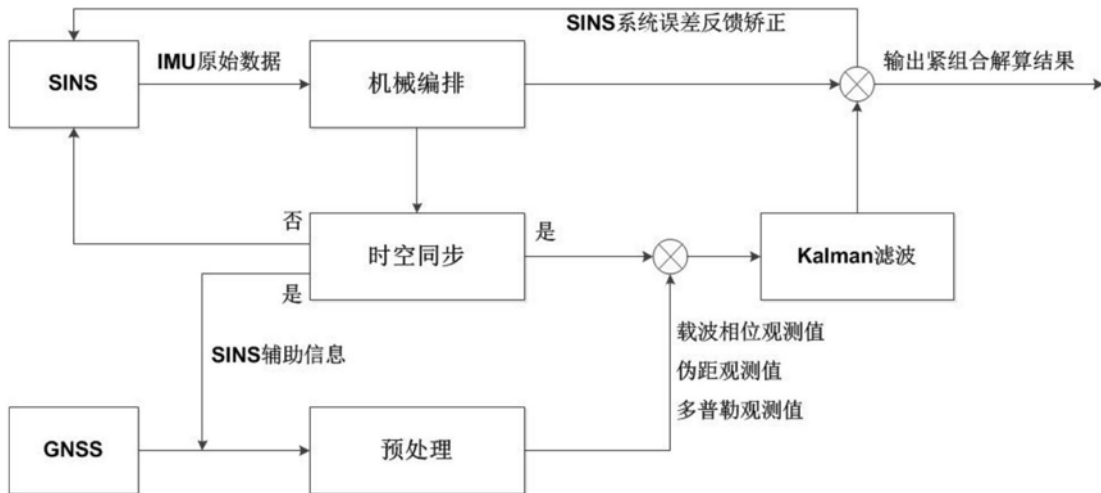 SINS系统误差反馈矫正
SINS
IMU原始数据
机械编排
输出紧组合解算结果
否
时空同步
是
Kalman滤波
是
SINS辅助信息
载波相位观测值
伪距观测值
多普勒观测值
GNSS
预处理